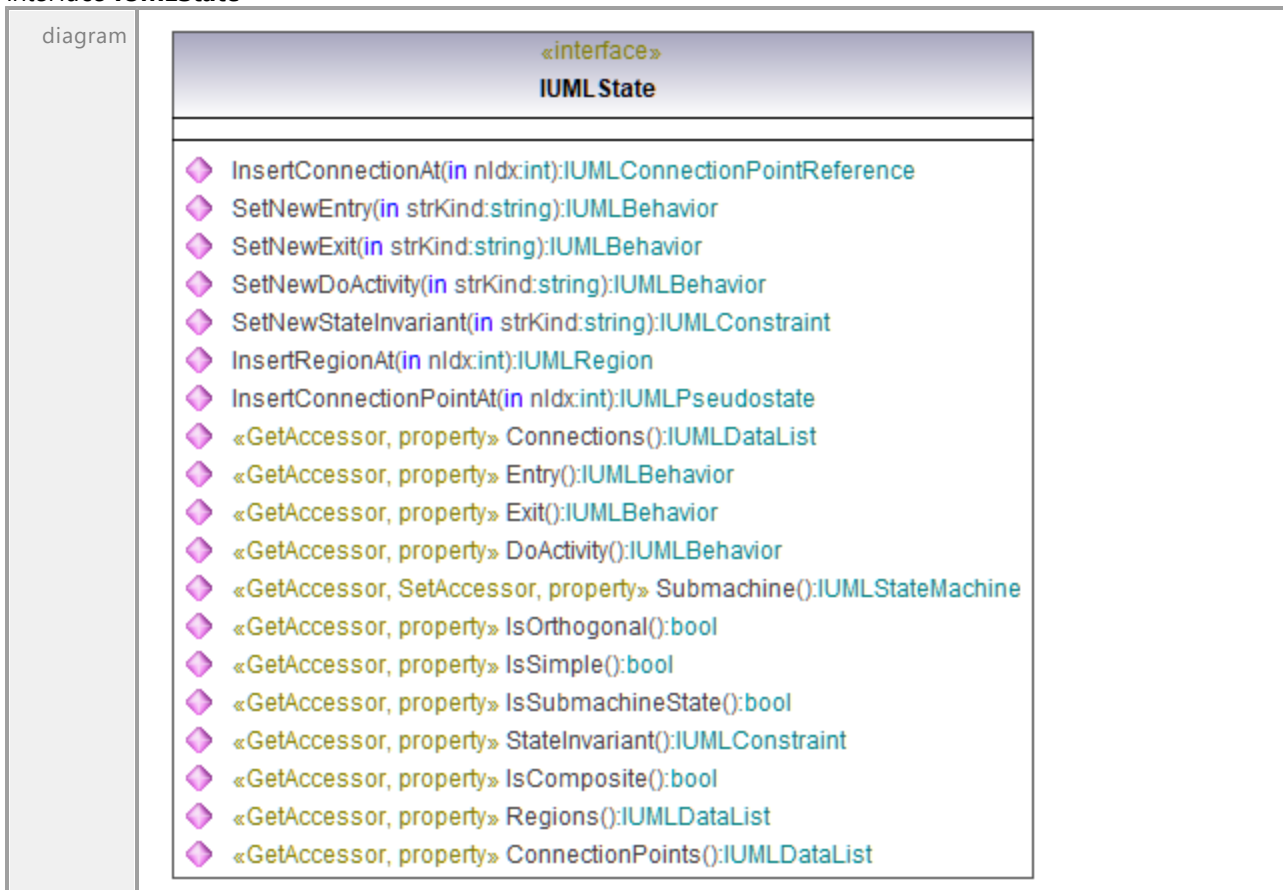 interface IUMLState
diagram
«interface»
IUMLState
InsertConnectionAt(in nIdx:int):IUMLConnectionPointReference
SetNewEntry(in strKind:string):IUMLBehavior
SetNewExit(in strKind:string):IUMLBehavior
SetNewDoActivity(in strKind:string):IUMLBehavior
SetNewStateInvariant(in strKind:string):IUMLConstraint
InsertRegionAt(in nIdx:int):IUMLRegion
InsertConnectionPointAt(in nIdx:int):IUMLPseudostate
«GetAccessor, property» Connections():IUMLDataList
«GetAccessor, property» Entry():IUMLBehavior
«GetAccessor, property» Exit():IUMLBehavior
«GetAccessor, property» DoActivity():IUMLBehavior
«GetAccessor, SetAccessor, property» Submachine():IUMLStateMachine
«GetAccessor, property» IsOrthogonal():bool
«GetAccessor, property» IsSimple():bool
«GetAccessor, property» IsSubmachineState():bool
«GetAccessor, property» StateInvariant():IUMLConstraint
«GetAccessor, property» IsComposite():bool
«GetAccessor, property» Regions():IUMLDataList
«GetAccessor, property» ConnectionPoints():IUMLDataList